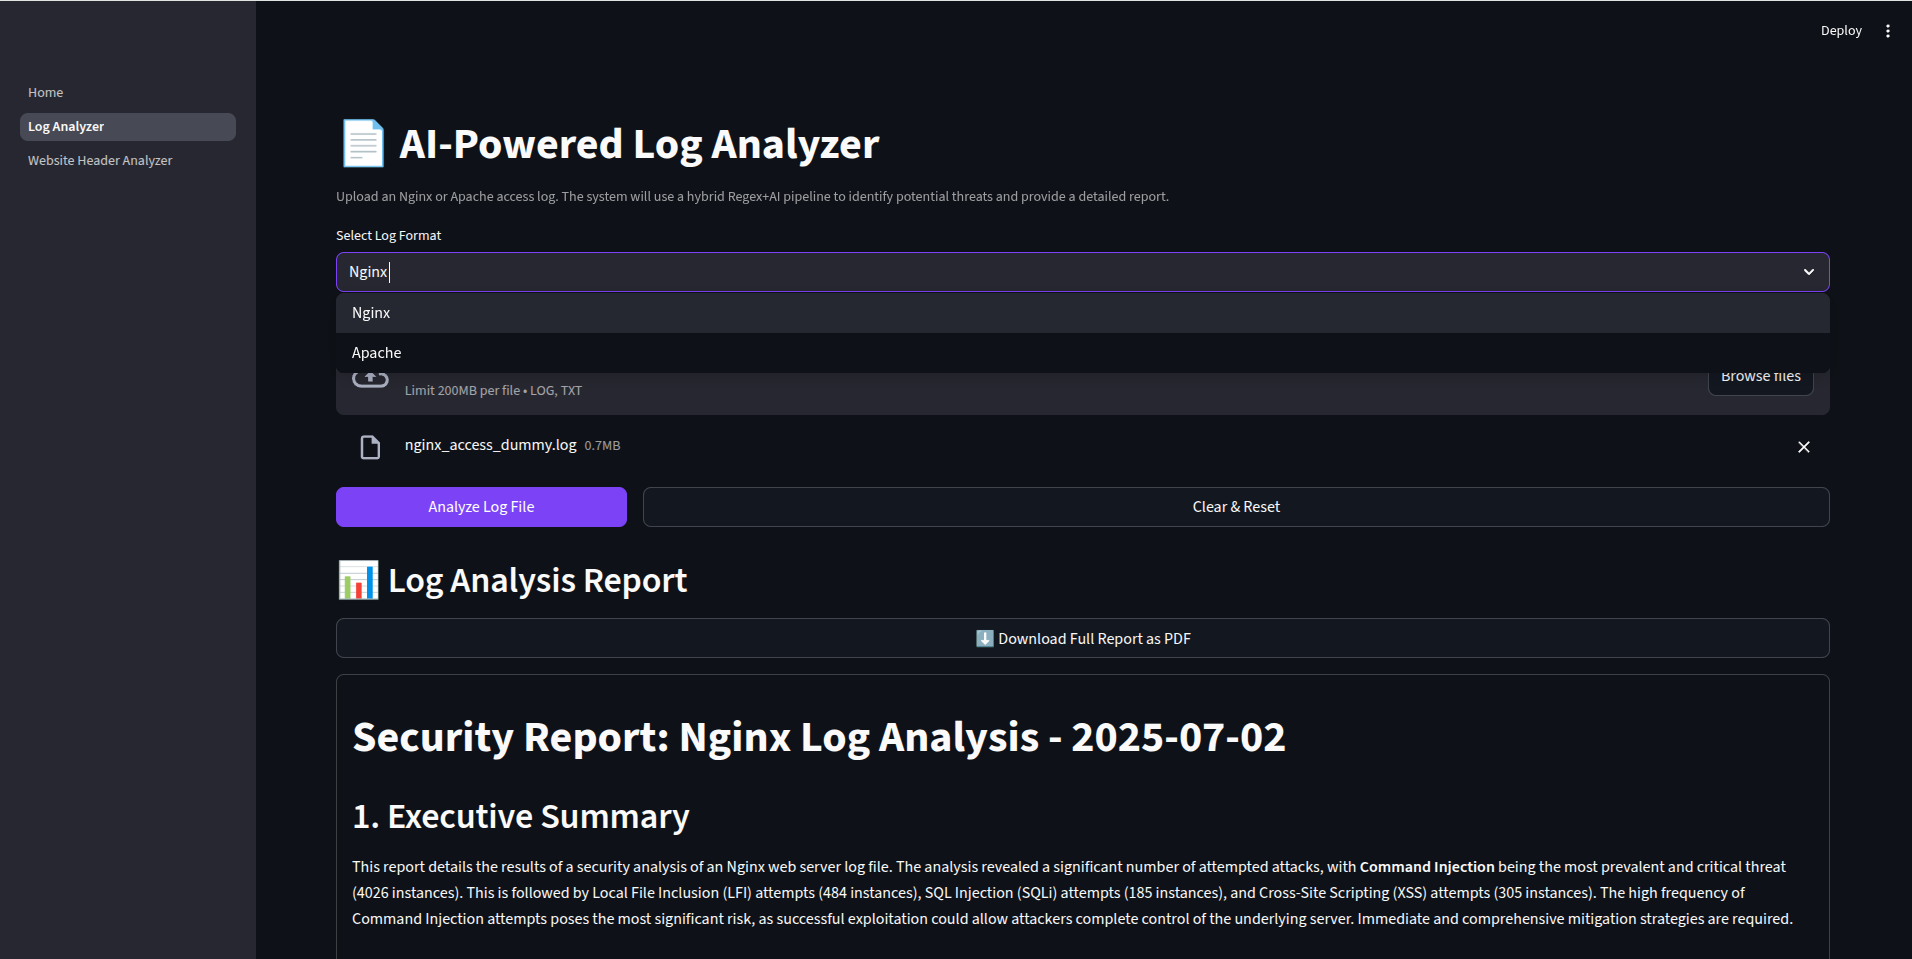 Deploy
Home
Log Analyzer
Website Header Analyzer
AI-Powered Log Analyzer
Upload an Nginx or Apache access log. The system will use a hybrid Regex+AI pipeline to identify potential threats and provide a detailed report.
Select Log Format
Nginx
Nginx
Apache
Limit 200MB per file • LOG, TXT
Browse files
nginx_access_dummy.log 0.7MB
Analyze Log File
Clear & Reset
Log Analysis Report
Download Full Report as PDF
Security Report: Nginx Log Analysis - 2025-07-02
1. Executive Summary
This report details the results of a security analysis of an Nginx web server log file. The analysis revealed a significant number of attempted attacks, with Command Injection being the most prevalent and critical threat
(4026 instances). This is followed by Local File Inclusion (LFI) attempts (484 instances), SQL Injection (SQLi) attempts (185 instances), and Cross-Site Scripting (XSS) attempts (305 instances). The high frequency of
Command Injection attempts poses the most significant risk, as successful exploitation could allow attackers complete control of the underlying server. Immediate and comprehensive mitigation strategies are required.